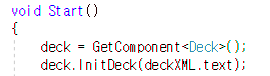 void Start()
{
    deck = GetComponent<Deck>();
    deck.InitDeck(deckXML.text);